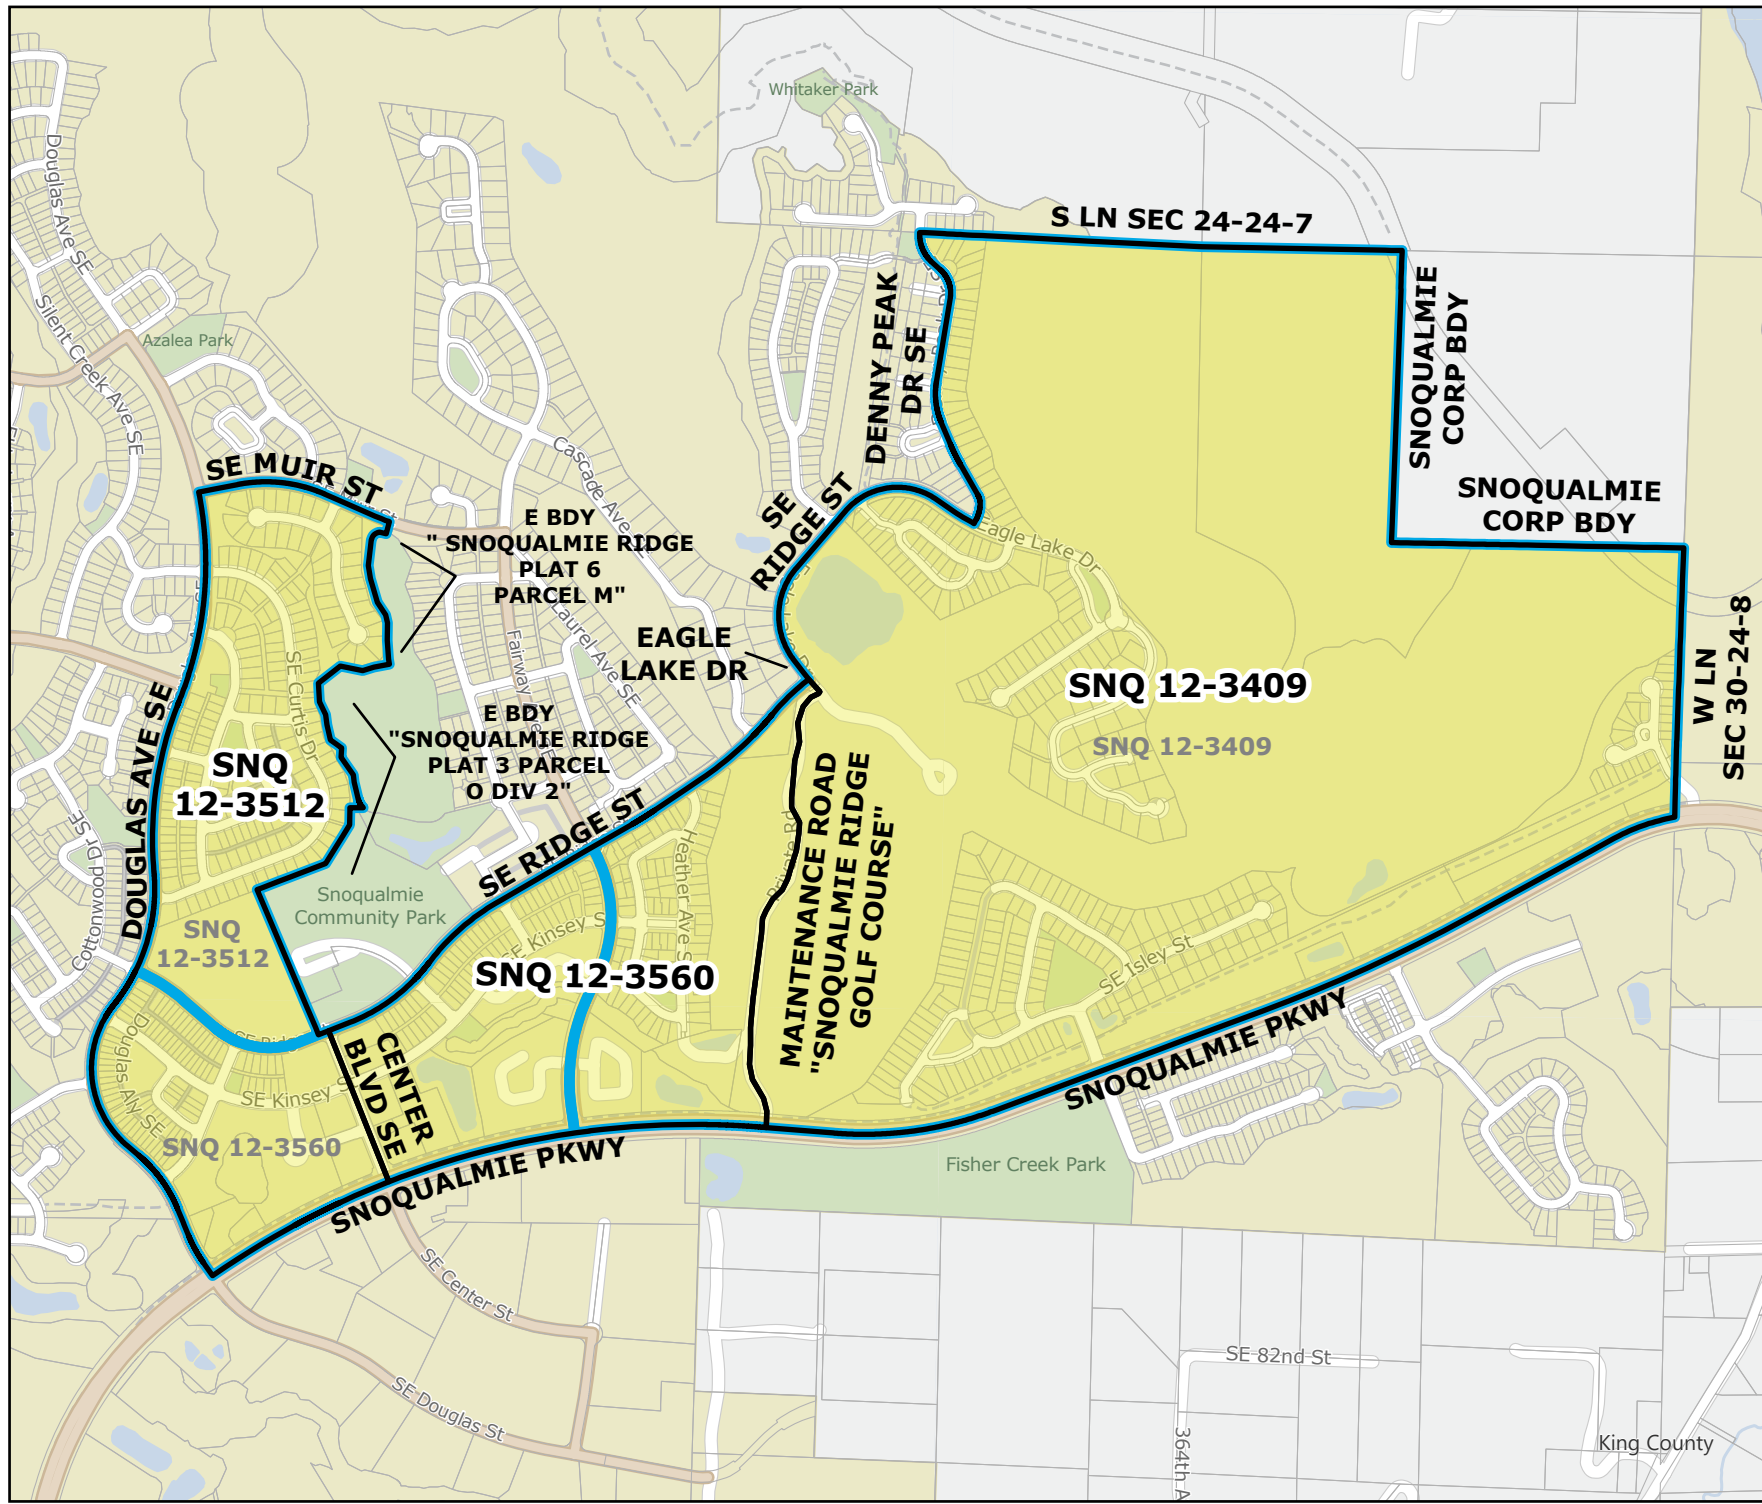 Whitaker Park
S LN SEC 24-24-7
Douglas Ave SE
Silent Creek Ave SE
Azalea Park
DENNY PEAK
DR SE
SNOQUALMIE
CORP BDY
Cascade Ave
SE MUIR ST
SE
RIDGE ST
SNOQUALMIE
CORP BDY
E BDY
" SNOQUALMIE RIDGE
PLAT 6
PARCEL M"
Eagle Lake Dr
Laurel Ave SE
Fairway
EAGLE
LAKE DR
W LN
SEC 30-24-8
SE Curtis Dr
SNQ 12-3409
SNQ 12-3409
E BDY
"SNOQUALMIE RIDGE
PLAT 3 PARCEL
O DIV 2"
SNQ
12-3512
DOUGLAS AVE SE
SE RIDGE ST
Heather Ave S
Private Rd
MAINTENANCE ROAD
"SNOQUALMIE RIDGE
GOLF COURSE"
Cottonwood Dr SE
Snoqualmie
Community Park
SNQ
12-3512
SE Kinsey S
SNQ 12-3560
SE Isley St
SNOQUALMIE PKWY
CENTER
BLVD SE
Douglas Aly SE
SE Kinsey S
SNQ 12-3560
SNOQUALMIE PKWY
Fisher Creek Park
SE Center St
SE Douglas St
SE 82nd St
364th A
King County